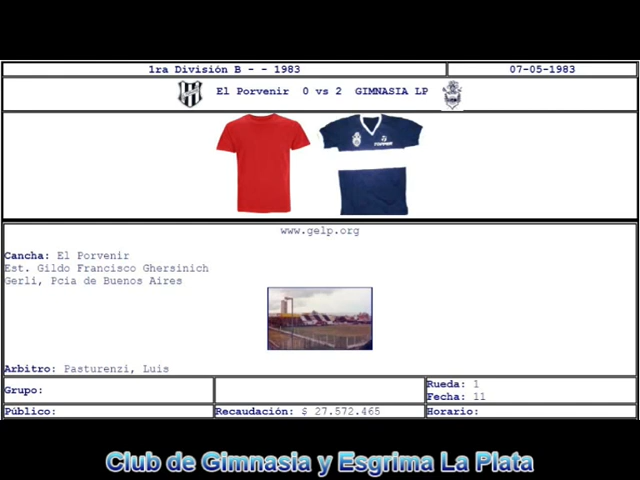 1ra División B - - 1983
07-05-1983
El Porvenir 0 vs 2 GIMNASIA LP
TOPPER
www.gelp.org
Cancha: El Porvenir
Est. Gildo Francisco Ghersinich
Gerli, Pcia de Buenos Aires
Arbitro: Pasturenzi, Luis
Grupo:
Rueda: 1
Fecha: 11
Público:
Recaudación: $ 27.572.465
Horario:
Club de Gimnasia y Esgrima La Plata